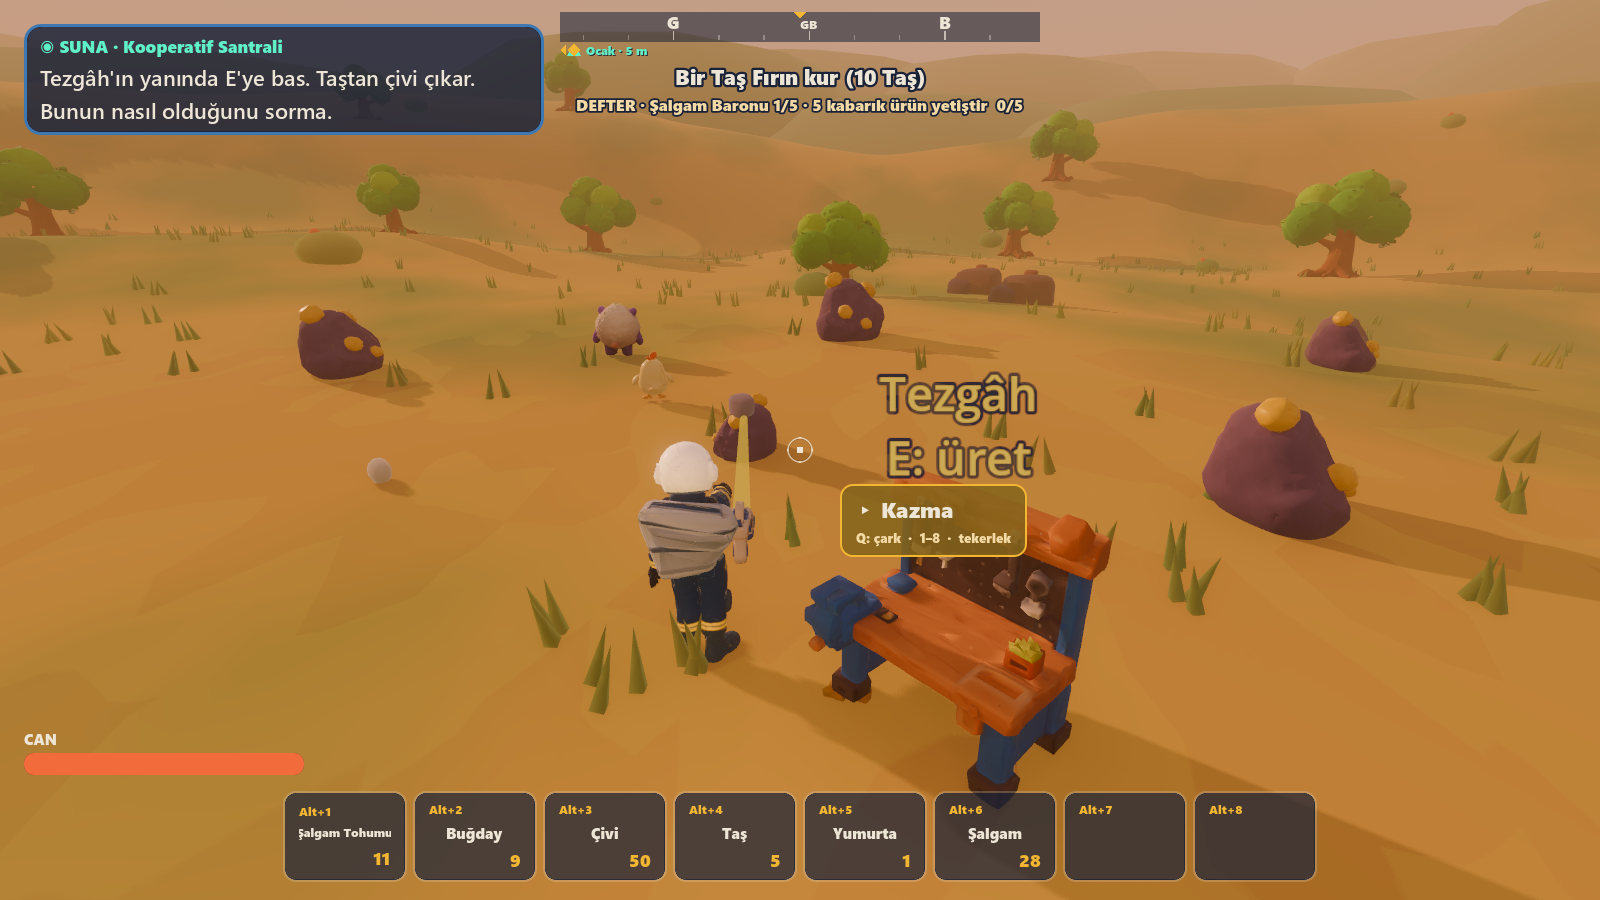 SUNA · Kooperatif Santrali
Tezgâh'ın yanında E'ye bas. Taştan çivi çıkar.
Bunun nasıl olduğunu sorma.
G
GB
B
Ocak · 5 m
Bir Taş Fırın kur (10 Taş)
DEFTER · Şalgam Baronu 1/5 · 5 kabarık ürün yetiştir 0/5
Tezgâh
E: üret
Kazma
Q: çark · 1–8 · tekerlek
CAN
Alt+1
Şalgam Tohumu
11
Alt+2
Buğday
9
Alt+3
Çivi
50
Alt+4
Taş
5
Alt+5
Yumurta
1
Alt+6
Şalgam
28
Alt+7
Alt+8